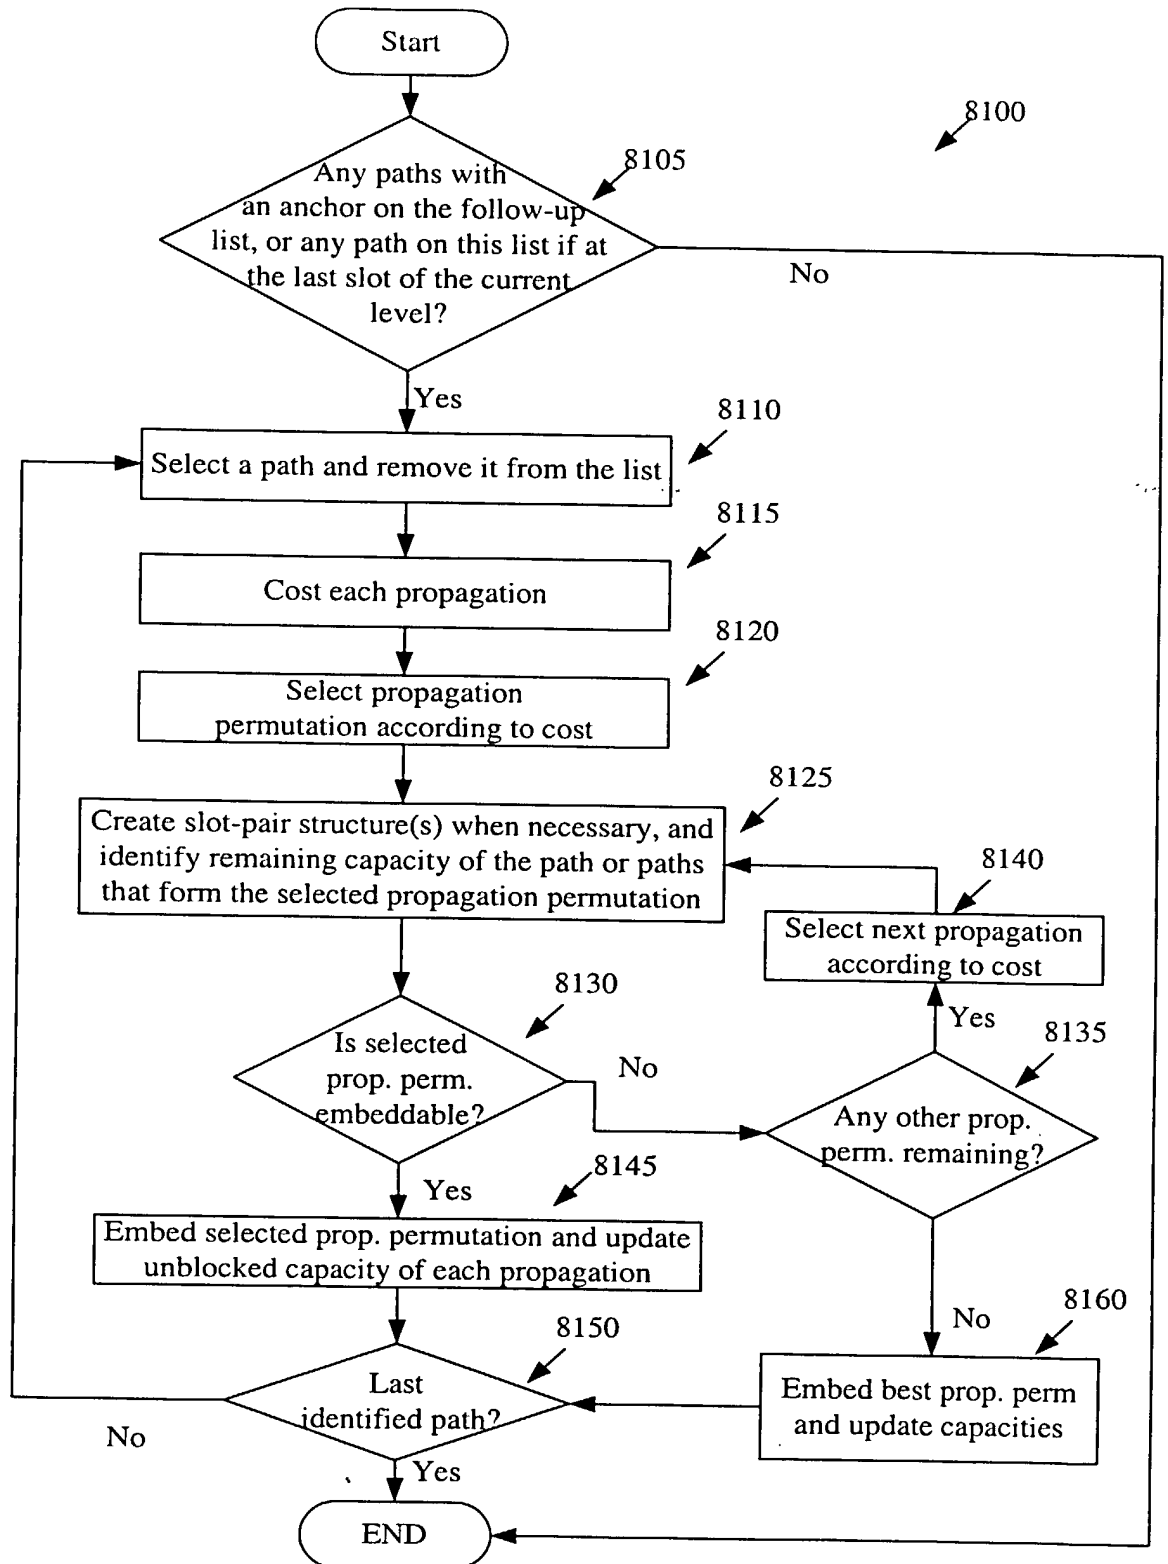 Start
8100
8105
Any paths with
an anchor on the follow-up
list, or any path on this list if at
the last slot of the current
level?
No
Yes
8110
Select a path and remove it from the list
8115
Cost each propagation
8120
Select propagation
permutation according to cost
8125
Create slot-pair structure(s) when necessary, and
identify remaining capacity of the path or paths
that form the selected propagation permutation
8140
Select next propagation
according to cost
8130
Is selected
prop. perm.
embeddable?
No
Yes
8135
Any other prop.
perm. remaining?
8145
Yes
Embed selected prop. permutation and update
unblocked capacity of each propagation
8160
No
Embed best prop. perm
and update capacities
8150
Last
identified path?
No
Yes
END